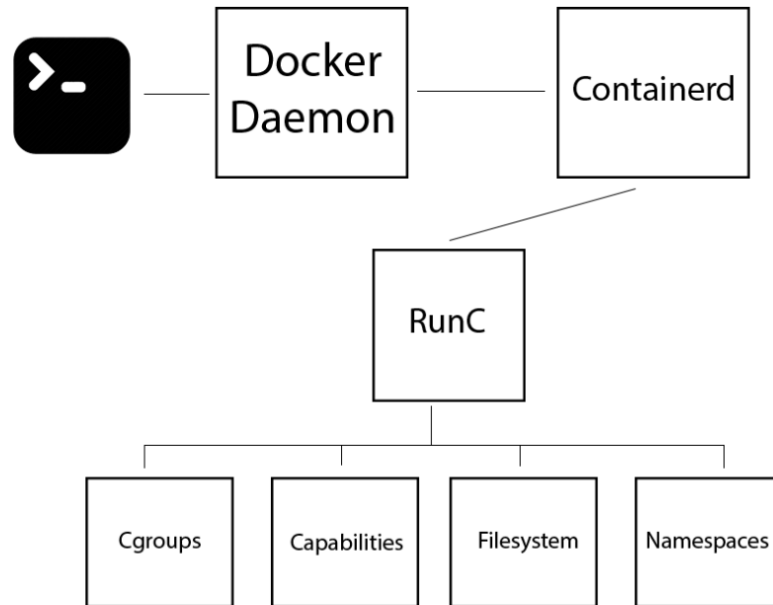 Docker
Daemon
Containerd
RunC
Cgroups
Capabilities
Filesystem
Namespaces